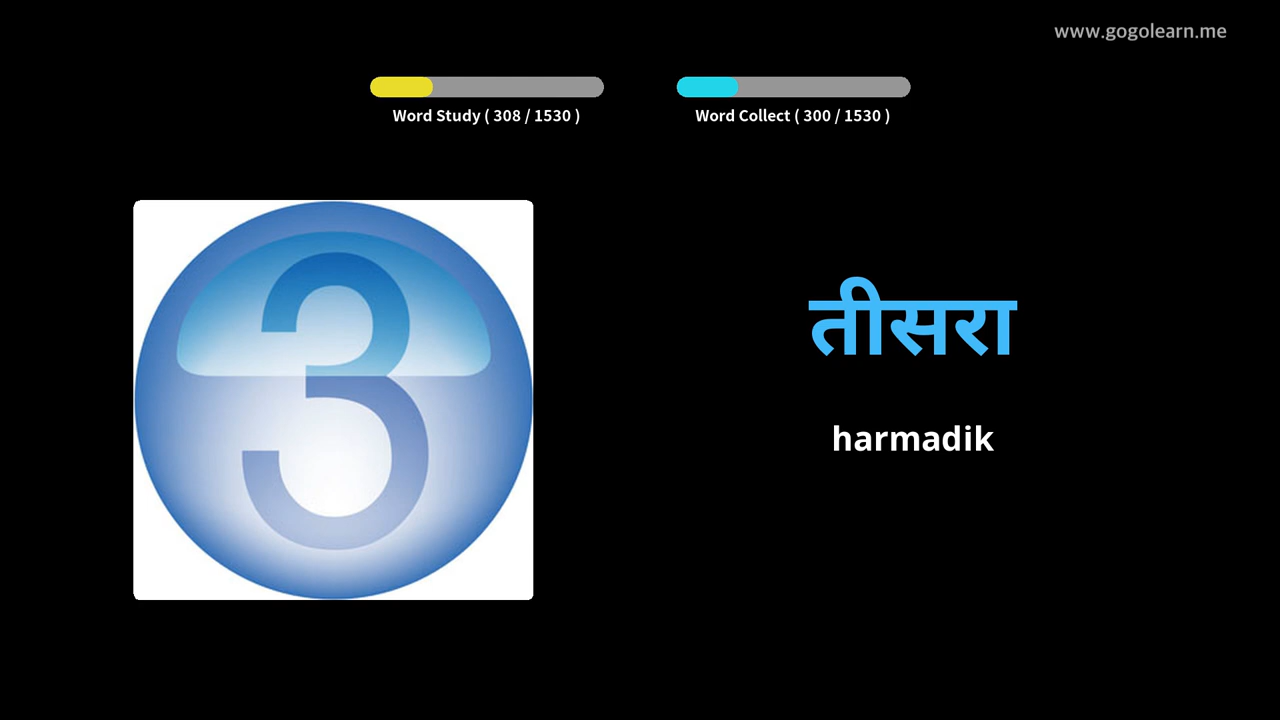 www.gogolearn.me
Word Study ( 308 / 1530 )
Word Collect ( 300 / 1530 )
3
तीसरा
harmadik